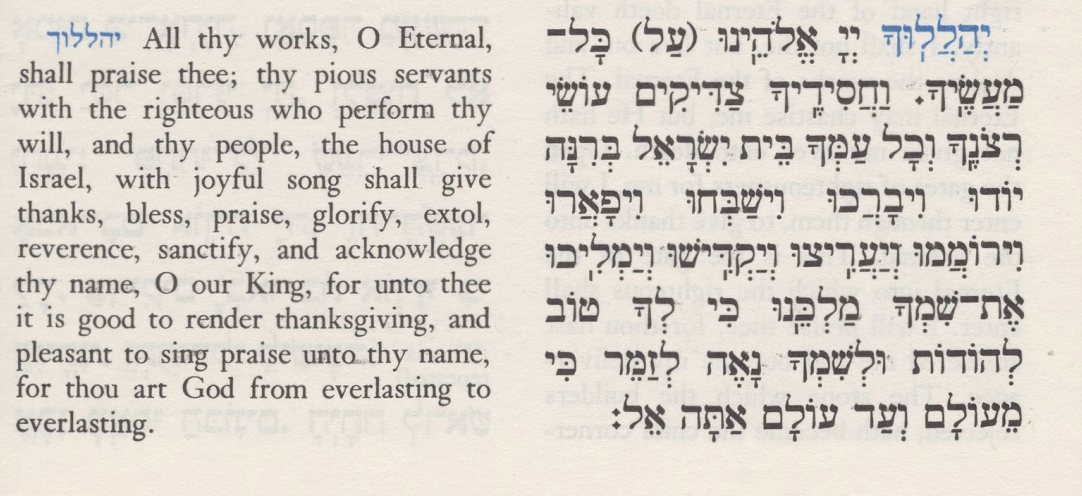 יהללוך All thy works, O Eternal,
shall praise thee; thy pious servants
with the righteous who perform thy
will, and thy people, the house of
Israel, with joyful song shall give
thanks, bless, praise, glorify, extol,
reverence, sanctify, and acknowledge
thy name, O our King, for unto thee
it is good to render thanksgiving, and
pleasant to sing praise unto thy name,
for thou art God from everlasting to
everlasting.
יְהַלְלוּךָ יְיָ אֱלֹהֵינוּ (עַל) כָּל־
מַעֲשֶׂיךָ. וַחֲסִידֶיךָ צַדִּיקִים עוֹשֵׂי
רְצוֹנֶךָ וְכָל עַמְּךָ בֵּית יִשְׂרָאֵל בְּרִנָּה
יוֹדוּ וִיבָרְכוּ וִישַׁבְּחוּ וִיפָאֲרוּ
וִירוֹמְמוּ וְיַעֲרִיצוּ וְיַקְדִּישׁוּ וְיַמְלִיכוּ
אֶת־שִׁמְךָ מַלְכֵּנוּ כִּי לְךָ טוֹב
לְהוֹדוֹת וּלְשִׁמְךָ נָאֶה לְזַמֵּר כִּי
מֵעוֹלָם וְעַד עוֹלָם אַתָּה אֵל: